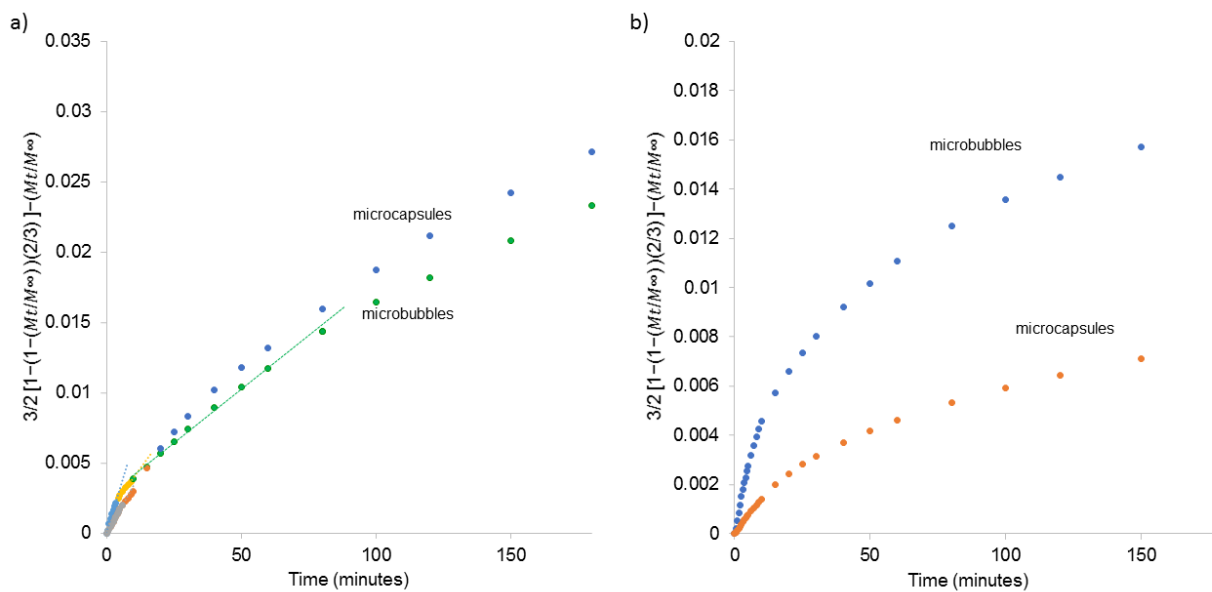 a)
3/2 [1−(1−(Mt/M∞))(2/3) ]−(Mt/M∞)
0.035
0.03
0.025
0.02
0.015
0.01
0.005
0
microcapsules
microbubbles
0
50
100
150
Time (minutes)
b)
3/2 [1−(1−(Mt/M∞))(2/3) ]−(Mt/M∞)
0.02
0.018
0.016
0.014
0.012
0.01
0.008
0.006
0.004
0.002
0
microbubbles
microcapsules
0
50
100
150
Time (minutes)